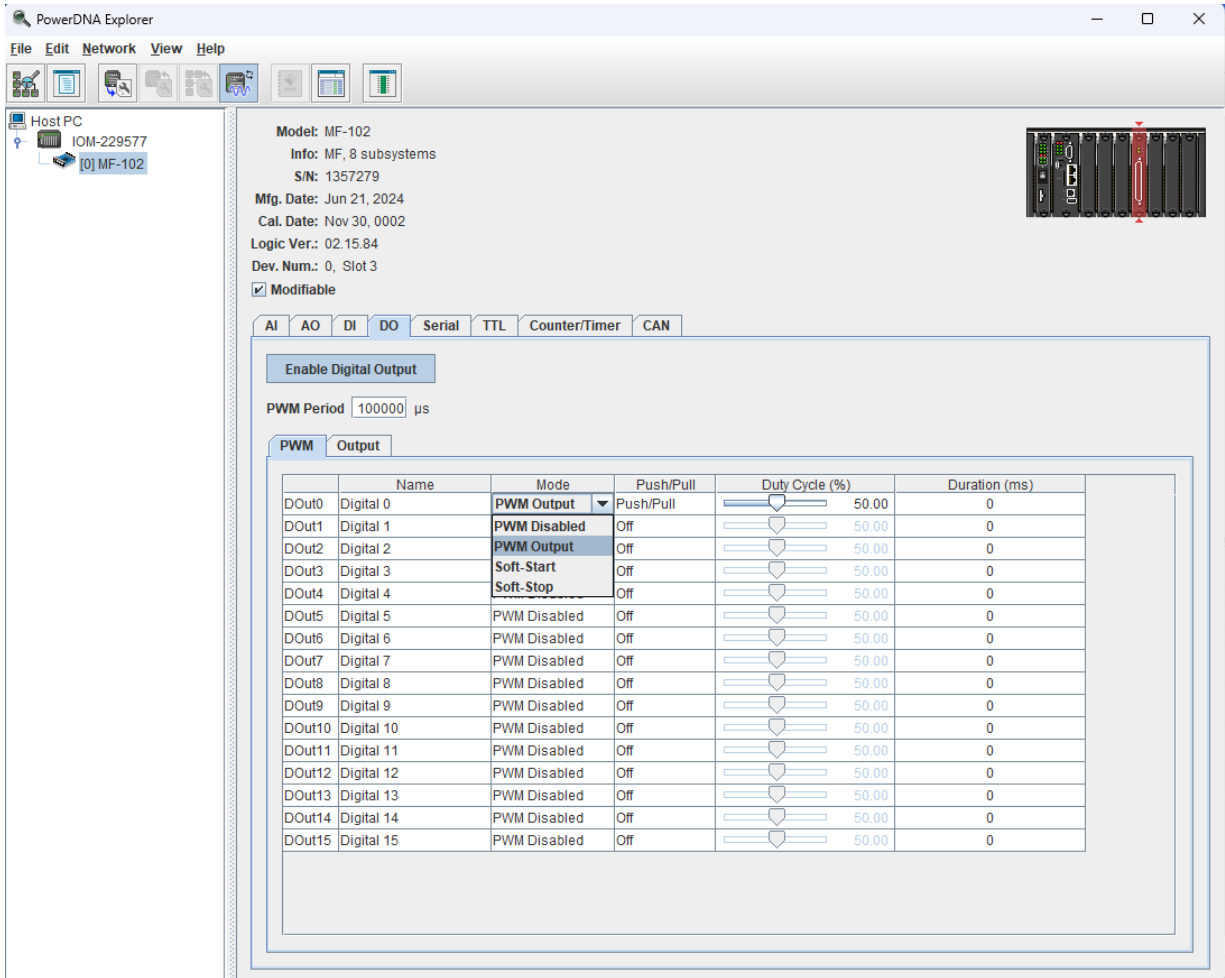 PowerDNA Explorer
File Edit Network View Help
Host PC
IOM-229577
[0] MF-102
Model: MF-102
Info: MF, 8 subsystems
S/N: 1357279
Mfg. Date: Jun 21, 2024
Cal. Date: Nov 30, 0002
Logic Ver.: 02.15.84
Dev. Num.: 0, Slot 3
Modifiable
AI AO DI DO Serial TTL Counter/Timer CAN
Enable Digital Output
PWM Period 100000 µs
PWM Output
Name Mode Push/Pull Duty Cycle (%) Duration (ms)
DOut0 Digital 0 PWM Output Push/Pull 50.00 0
DOut1 Digital 1 PWM Disabled Off 50.00 0
DOut2 Digital 2 PWM Output Off 50.00 0
DOut3 Digital 3 Soft-Start Off 50.00 0
DOut4 Digital 4 Soft-Stop Off 50.00 0
DOut5 Digital 5 PWM Disabled Off 50.00 0
DOut6 Digital 6 PWM Disabled Off 50.00 0
DOut7 Digital 7 PWM Disabled Off 50.00 0
DOut8 Digital 8 PWM Disabled Off 50.00 0
DOut9 Digital 9 PWM Disabled Off 50.00 0
DOut10 Digital 10 PWM Disabled Off 50.00 0
DOut11 Digital 11 PWM Disabled Off 50.00 0
DOut12 Digital 12 PWM Disabled Off 50.00 0
DOut13 Digital 13 PWM Disabled Off 50.00 0
DOut14 Digital 14 PWM Disabled Off 50.00 0
DOut15 Digital 15 PWM Disabled Off 50.00 0